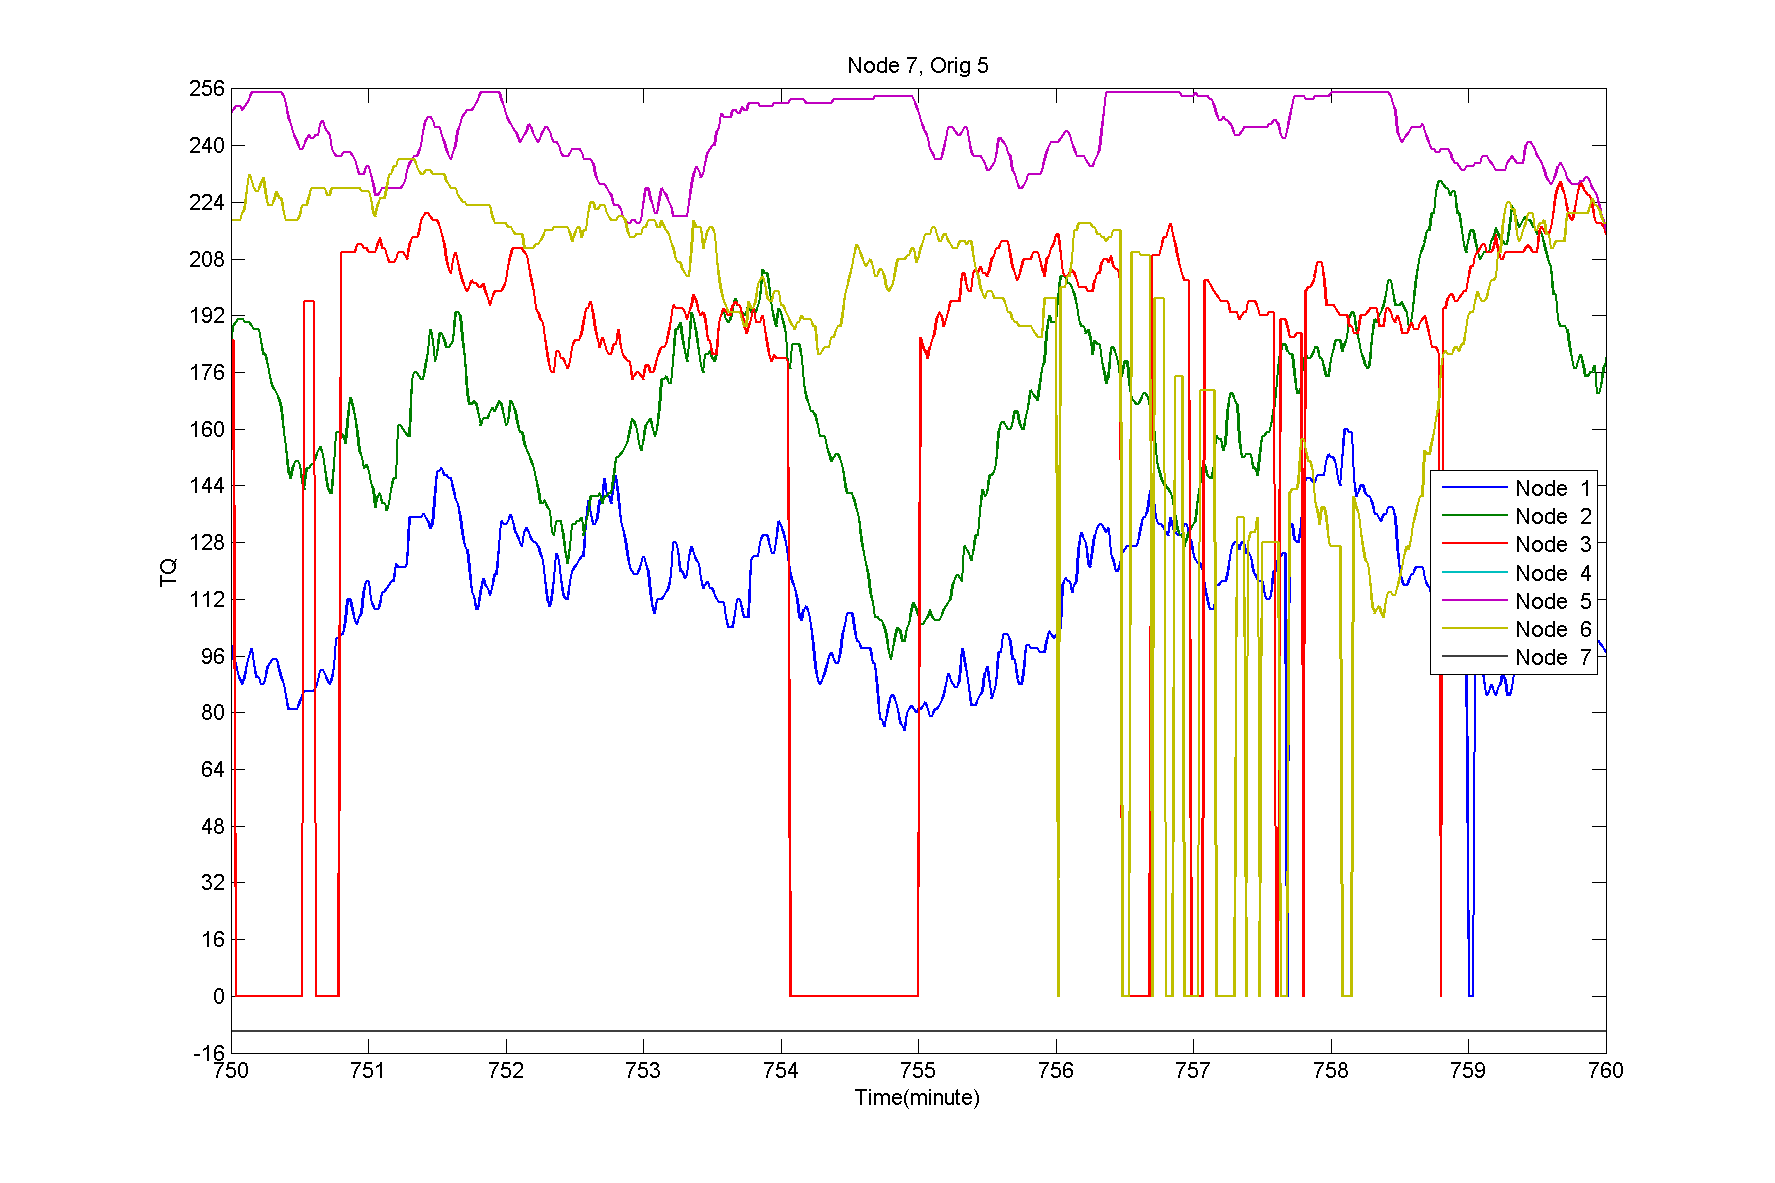 Node 7, Orig 5
256
240
224
208
192
176
160
144
128
112
96
80
64
48
32
16
0
-16
TQ
Node 1
Node 2
Node 3
Node 4
Node 5
Node 6
Node 7
750 751 752 753 754 755 756 757 758 759 760
Time(minute)